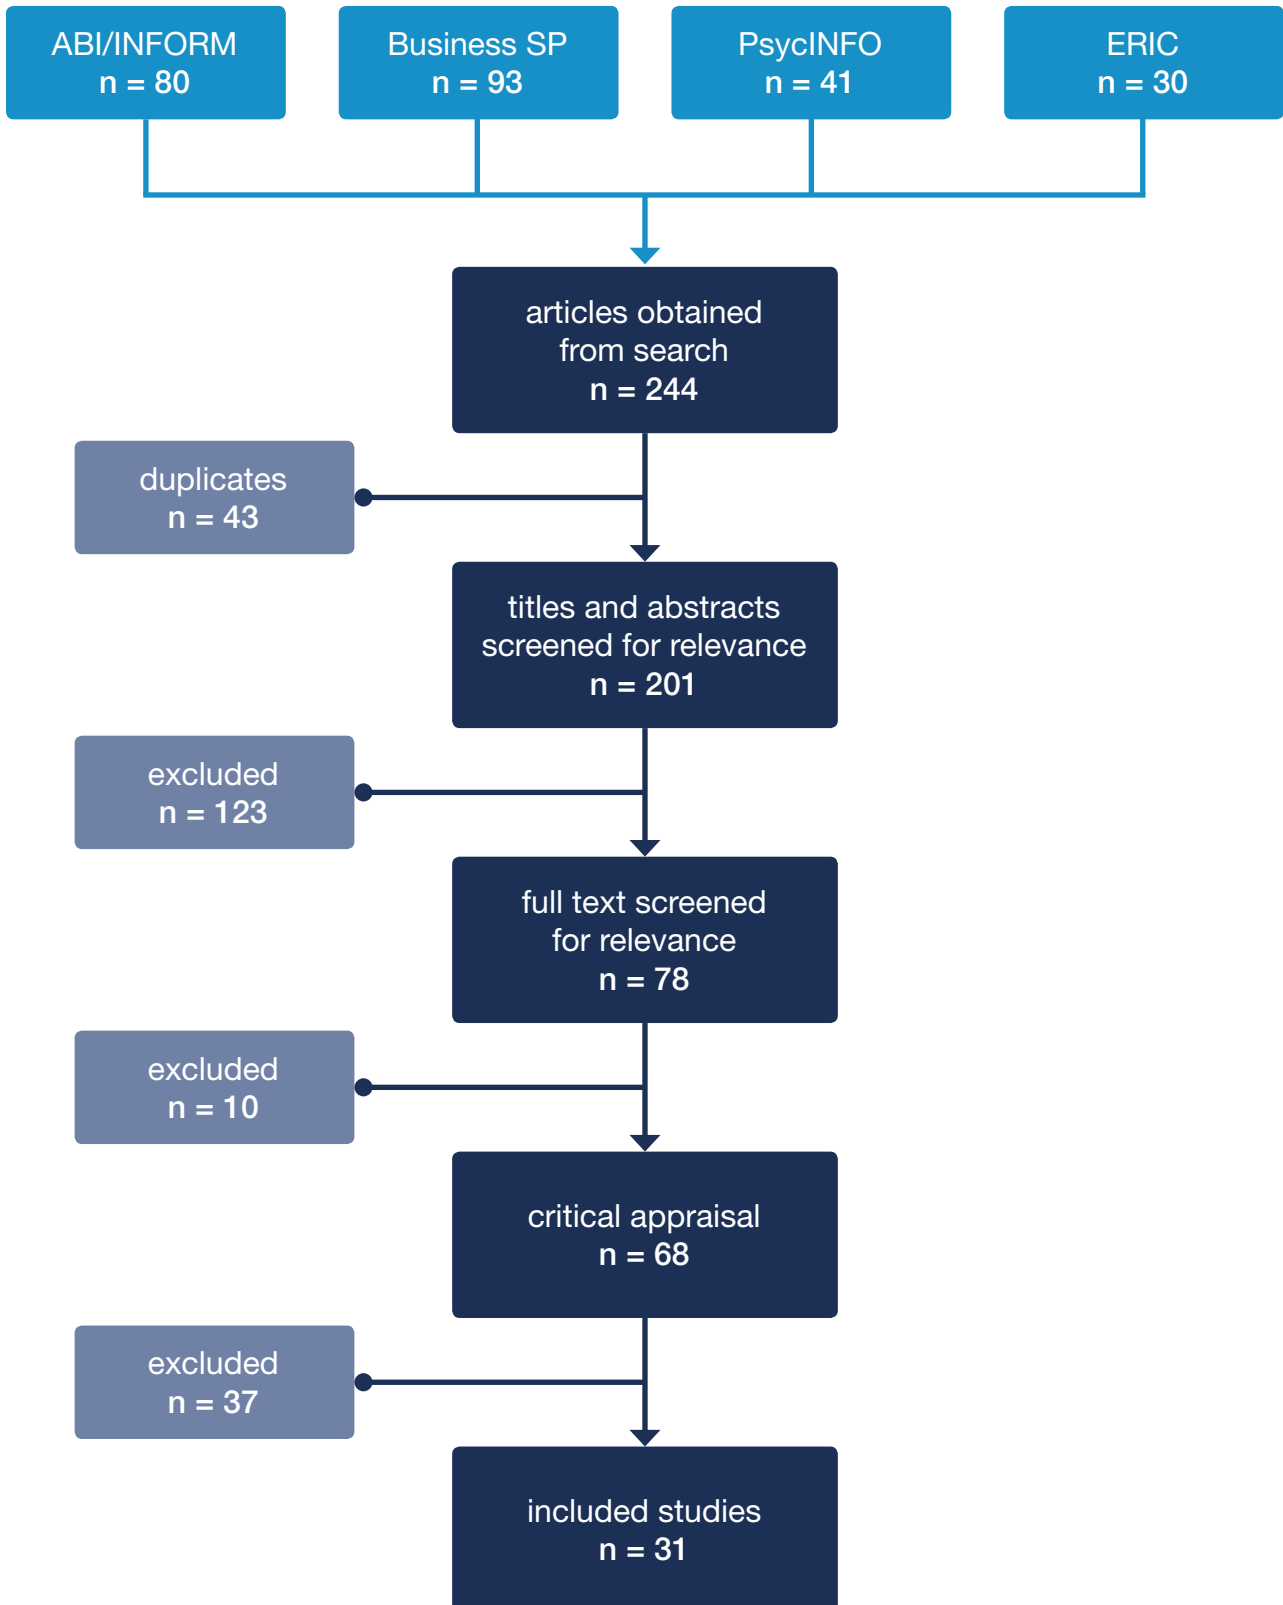 ABI/INFORM
n = 80
Business SP
n = 93
PsycINFO
n = 41
ERIC
n = 30
articles obtained
from search
n = 244
duplicates
n = 43
titles and abstracts
screened for relevance
n = 201
excluded
n = 123
full text screened
for relevance
n = 78
excluded
n = 10
critical appraisal
n = 68
excluded
n = 37
included studies
n = 31